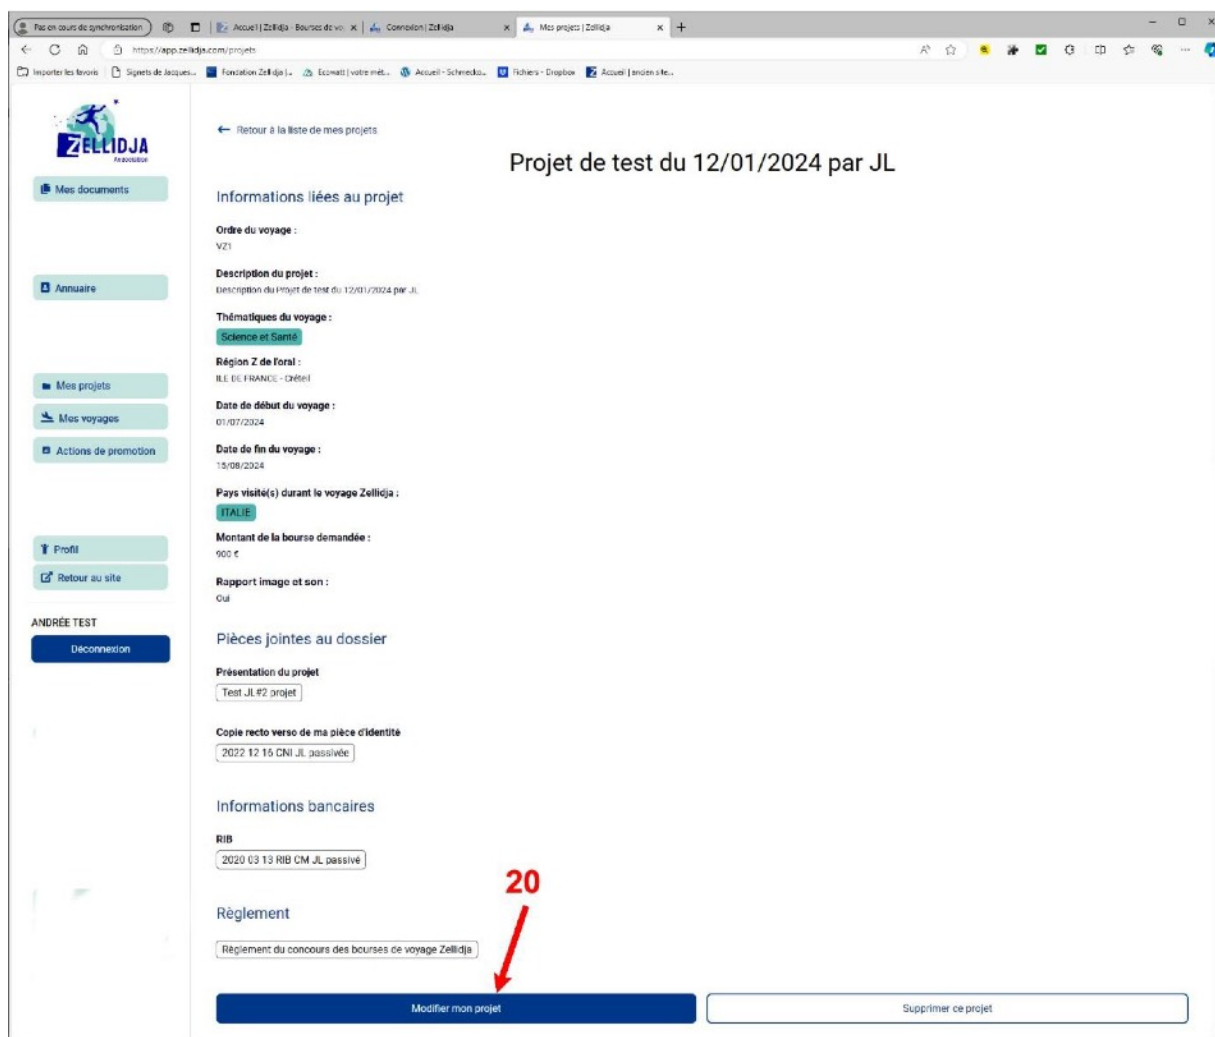 Pas en cours de synchronisation
Accueil | Zellidja - Bourses de vo
Connexion | Zellidja
Mes projets | Zellidja
https://app.zellidja.com/projets
Importer les favoris
Signets de Jacques...
Fondation Zellidja |...
Ecowatt | votre mét...
Accueil - Schmecko...
Fichiers - Dropbox
Accueil | ancien site...
ZELLIDJA
Association
Mes documents
Annuaire
Mes projets
Mes voyages
Actions de promotion
Profil
Retour au site
ANDRÉE TEST
Déconnexion
← Retour à la liste de mes projets
Projet de test du 12/01/2024 par JL
Informations liées au projet
Ordre du voyage :
VZ1
Description du projet :
Description du Projet de test du 12/01/2024 par JL
Thématiques du voyage :
Science et Santé
Région Z de l'oral :
ILE DE FRANCE - Créteil
Date de début du voyage :
01/07/2024
Date de fin du voyage :
15/08/2024
Pays visité(s) durant le voyage Zellidja :
ITALIE
Montant de la bourse demandée :
900 €
Rapport image et son :
Oui
Pièces jointes au dossier
Présentation du projet
Test JL#2 projet
Copie recto verso de ma pièce d'identité
2022 12 16 CNI JL passivée
Informations bancaires
RIB
2020 03 13 RIB CM JL passivé
20
Règlement
Règlement du concours des bourses de voyage Zellidja
Modifier mon projet
Supprimer ce projet